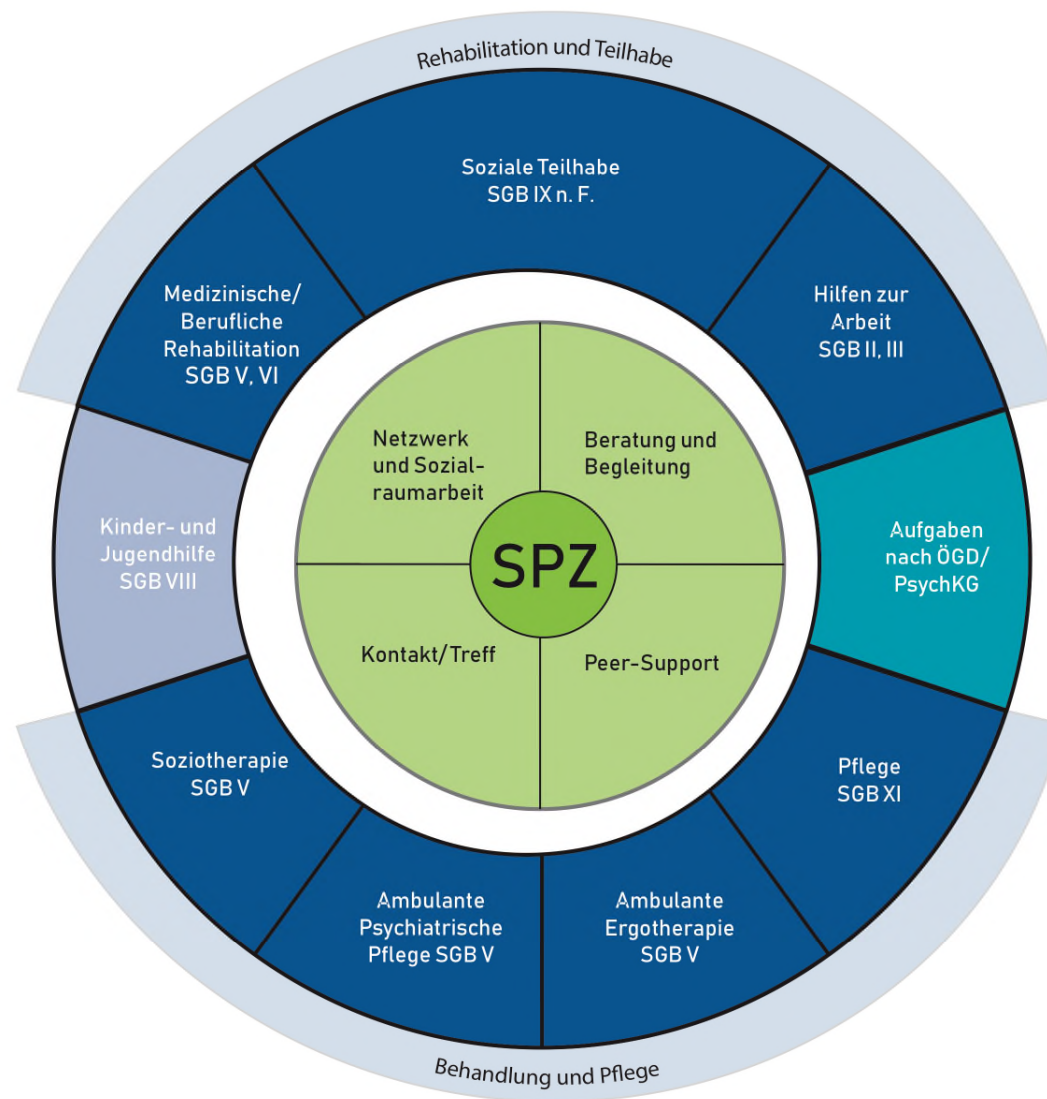 Rehabilitation und Teilhabe
Soziale Teilhabe
SGB IX n. F.
Medizinische/
Berufliche
Rehabilitation
SGB V, VI
Hilfen zur
Arbeit
SGB II, III
Netzwerk
und Sozial-
raumarbeit
Beratung und
Begleitung
Kinder- und
Jugendhilfe
SGB VIII
SPZ
Aufgaben
nach ÖGD/
PsychKG
Kontakt/Treff
Peer-Support
Soziotherapie
SGB V
Pflege
SGB XI
Ambulante
Psychiatrische
Pflege SGB V
Ambulante
Ergotherapie
SGB V
Behandlung und Pflege